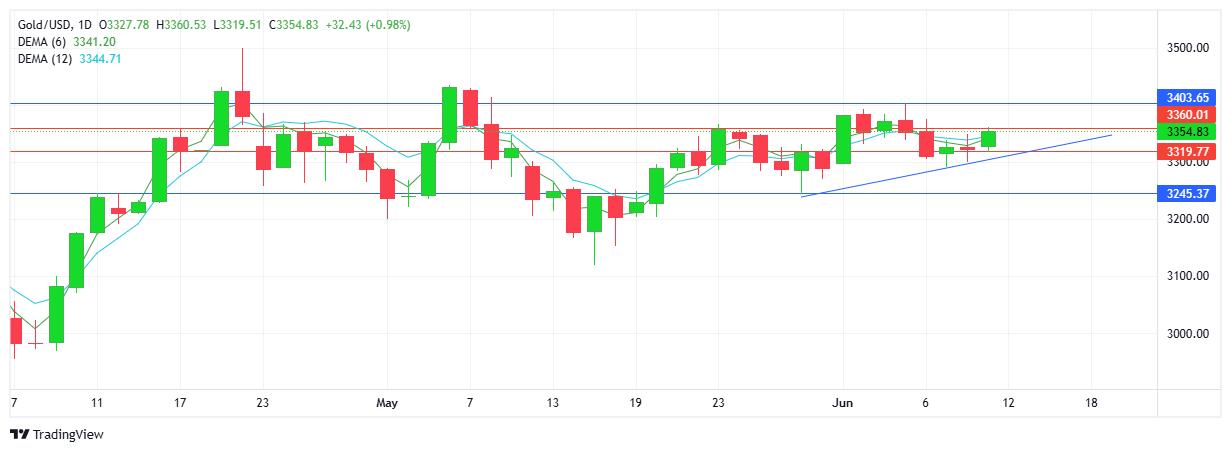 Gold/USD, 1D O3327.78 H3360.53 L3319.51 C3354.83 +32.43 (+0.98%)
DEMA (6) 3341.20
DEMA (12) 3344.71
3500.00
3403.65
3360.01
3354.83
3319.77
3300.00
3245.37
3200.00
3100.00
3000.00
7 11 17 23 May 7 13 19 23 Jun 6 12 18
TradingView